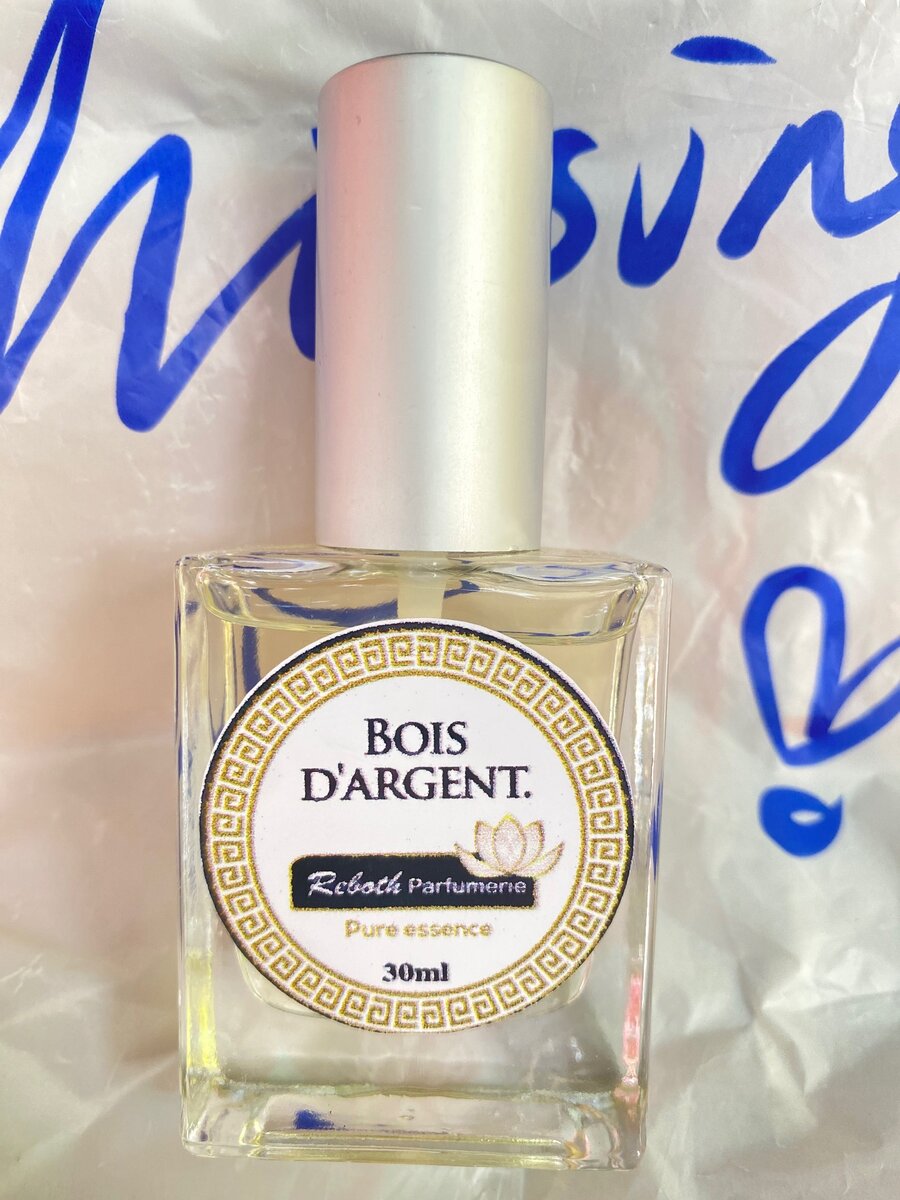 BOIS
D'ARGENT.
Reboth Parfumerie
Pure essence
30ml